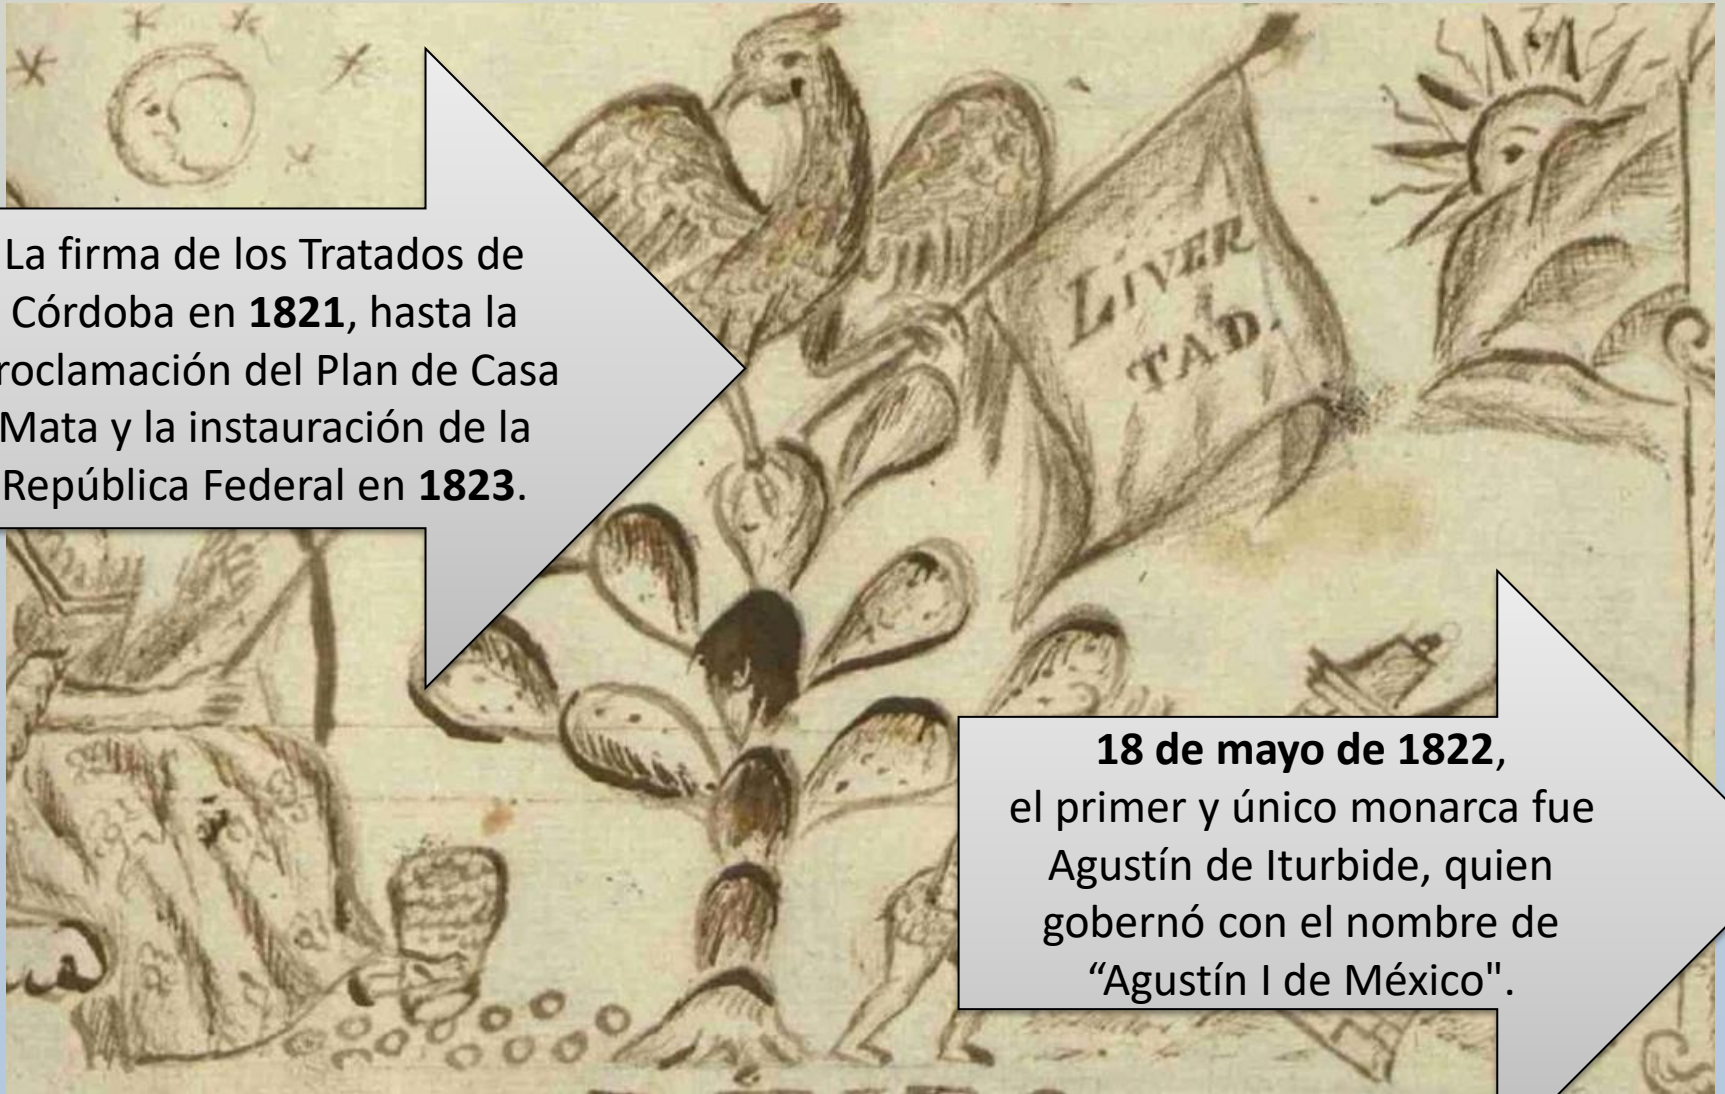 La firma de los Tratados de
Córdoba en 1821, hasta la
roclamación del Plan de Casa
Mata y la instauración de la
República Federal en 1823.
LIVER
TAD.
18 de mayo de 1822,
el primer y único monarca fue
Agustín de Iturbide, quien
gobernó con el nombre de
“Agustín I de México".